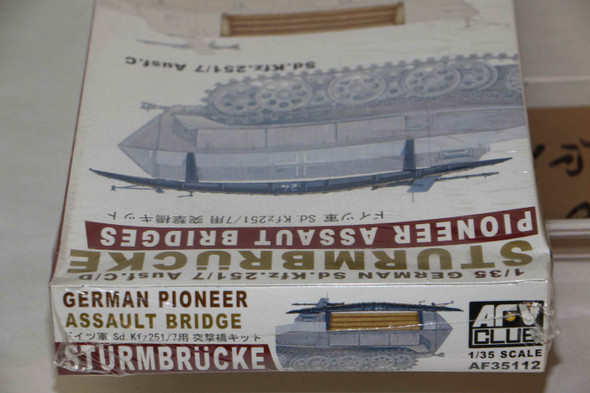 Sd.Kfz.251/7 Ausf.C
ドイツ軍 Sd.Kfz251/7用 突撃橋キット
PIONEER ASSAUT BRIDGES
STURMBRÜCKE
1/35 GERMAN Sd.Kfz.251/7 Ausf.C/D
GERMAN PIONEER
ASSAULT BRIDGE
ドイツ軍 Sd.Kfz251/7用 突撃橋キット
STURMBRÜCKE
AFV
CLUB
1/35 SCALE
AF35112